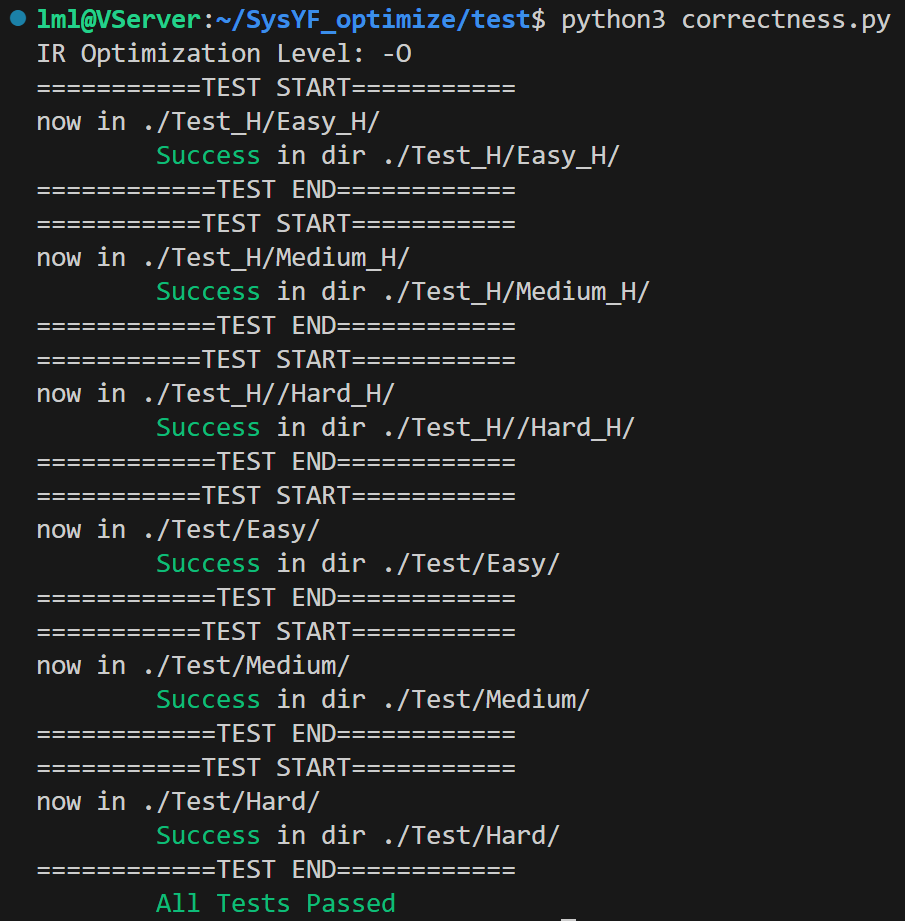 lml@VServer:~/SysYF_optimize/test$ python3 correctness.py
IR Optimization Level: -O
===========TEST START===========
now in ./Test_H/Easy_H/
        Success in dir ./Test_H/Easy_H/
============TEST END============
===========TEST START===========
now in ./Test_H/Medium_H/
        Success in dir ./Test_H/Medium_H/
============TEST END============
===========TEST START===========
now in ./Test_H//Hard_H/
        Success in dir ./Test_H//Hard_H/
============TEST END============
===========TEST START===========
now in ./Test/Easy/
        Success in dir ./Test/Easy/
============TEST END============
===========TEST START===========
now in ./Test/Medium/
        Success in dir ./Test/Medium/
============TEST END============
===========TEST START===========
now in ./Test/Hard/
        Success in dir ./Test/Hard/
============TEST END============
        All Tests Passed